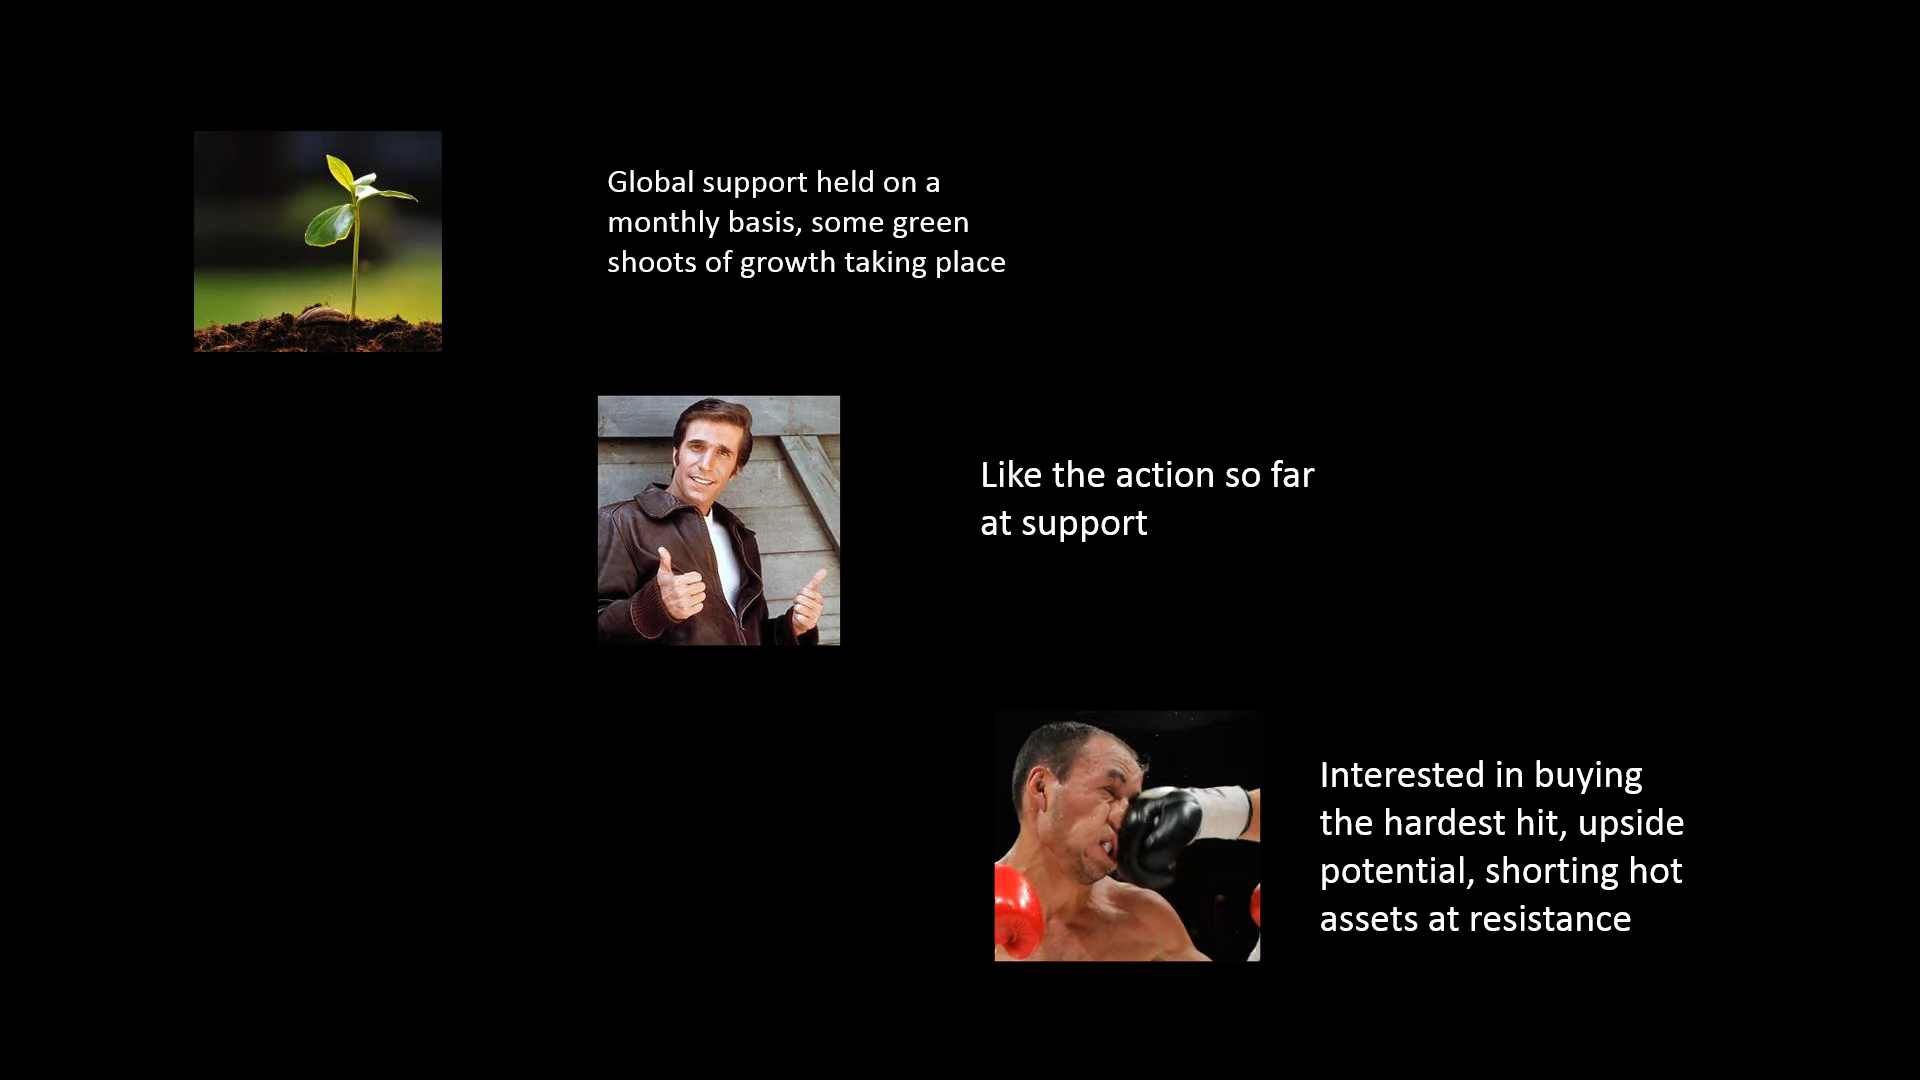 Global support held on a
monthly basis, some green
shoots of growth taking place
Like the action so far
at support
Interested in buying
the hardest hit, upside
potential, shorting hot
assets at resistance